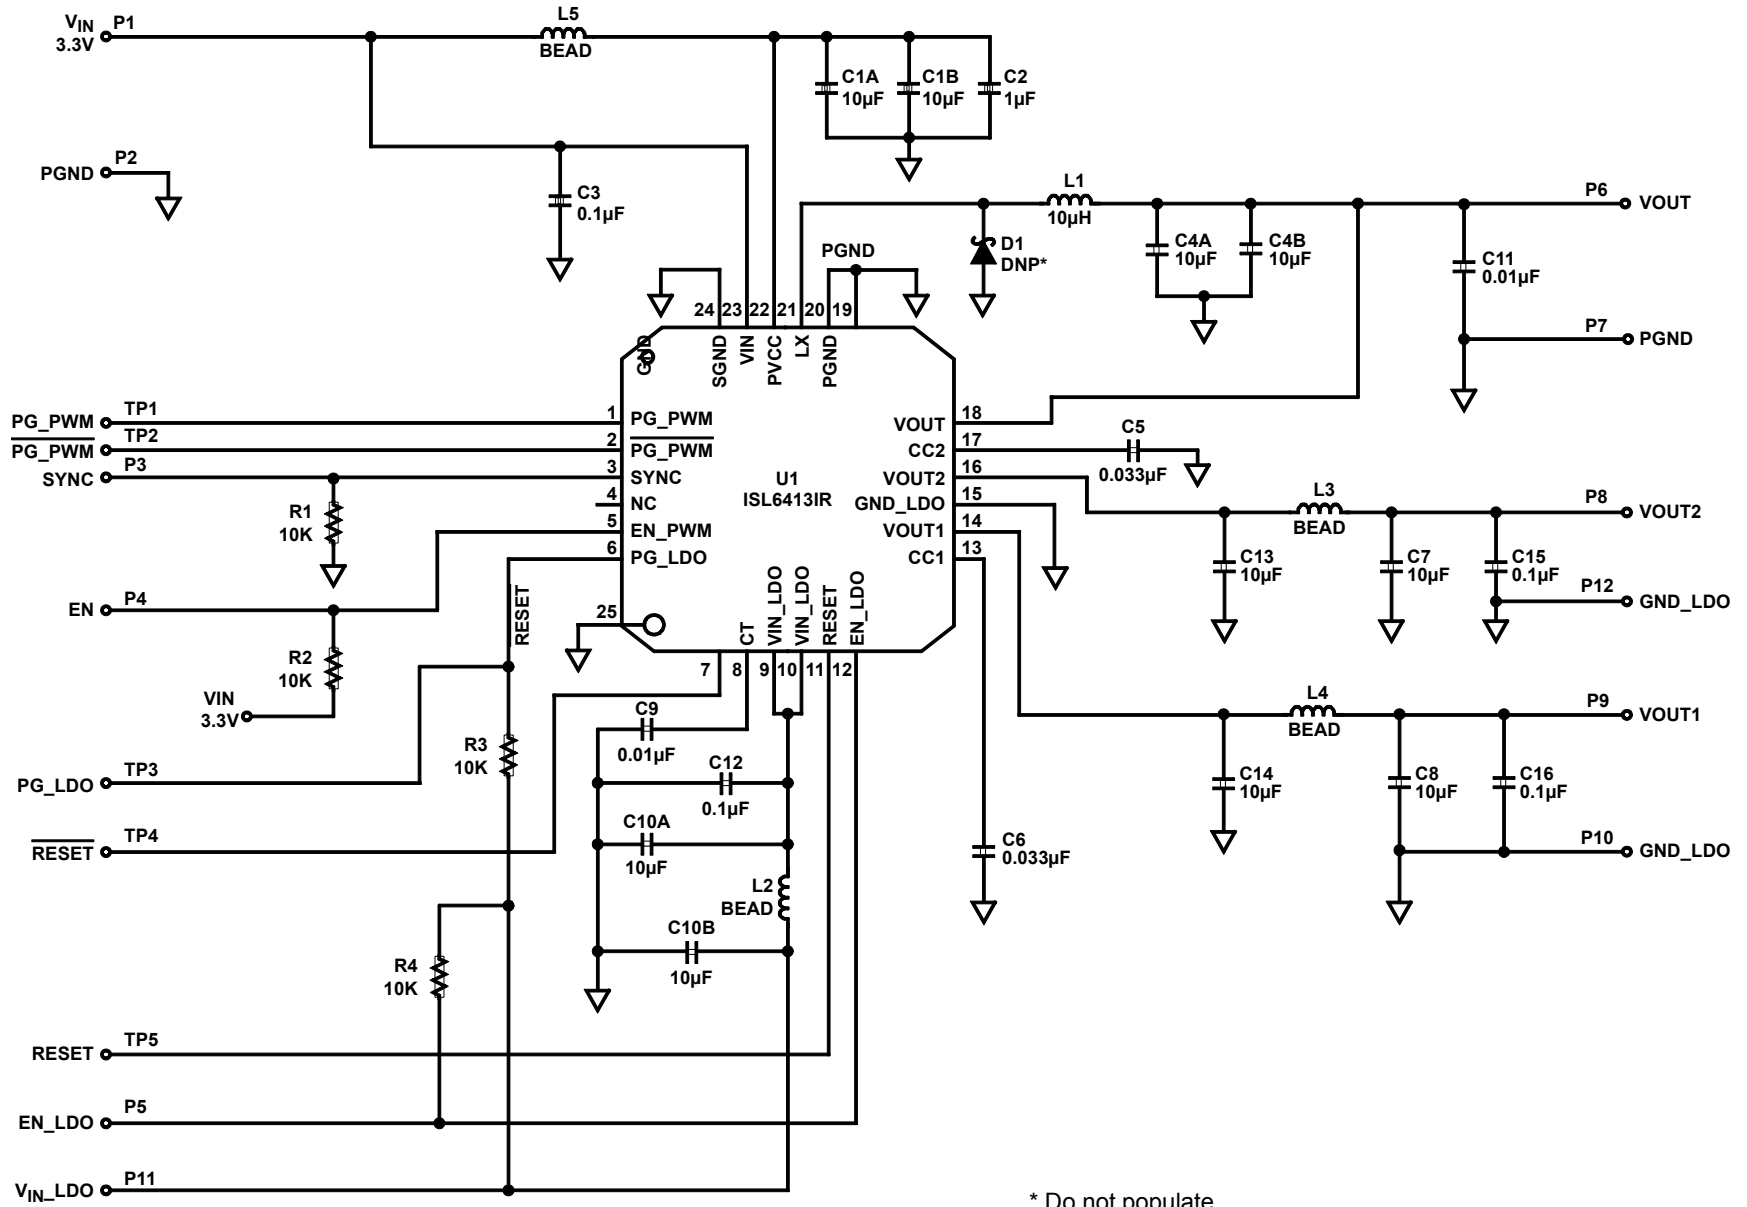 V_IN P1
3.3V
L5
BEAD
C1A
10µF
C1B
10µF
C2
1µF
PGND P2
C3
0.1µF
L1
10µH
P6 VOUT
PGND
D1
DNP*
C4A
10µF
C4B
10µF
C11
0.01µF
P7 PGND
24 23 22 21 20 19
GND SGND VIN PVCC LX PGND
PG_PWM TP1 1 PG_PWM
PG_PWM TP2 2 PG_PWM
SYNC P3 3 SYNC
4 NC
5 EN_PWM
6 PG_LDO
U1
ISL6413IR
VOUT 18
CC2 17
VOUT2 16
GND_LDO 15
VOUT1 14
CC1 13
C5
0.033µF
R1
10K
L3
BEAD
P8 VOUT2
C13
10µF
C7
10µF
C15
0.1µF
P12 GND_LDO
EN P4
RESET
25
CT VIN_LDO VIN_LDO RESET EN_LDO
7 8 9 10 11 12
R2
10K
VIN
3.3V
L4
BEAD
P9 VOUT1
C9
0.01µF
R3
10K
C12
0.1µF
PG_LDO TP3
C14
10µF
C8
10µF
C16
0.1µF
C10A
10µF
RESET TP4
C6
0.033µF
P10 GND_LDO
L2
BEAD
C10B
10µF
R4
10K
RESET TP5
EN_LDO P5
V_IN_LDO P11
* Do not populate